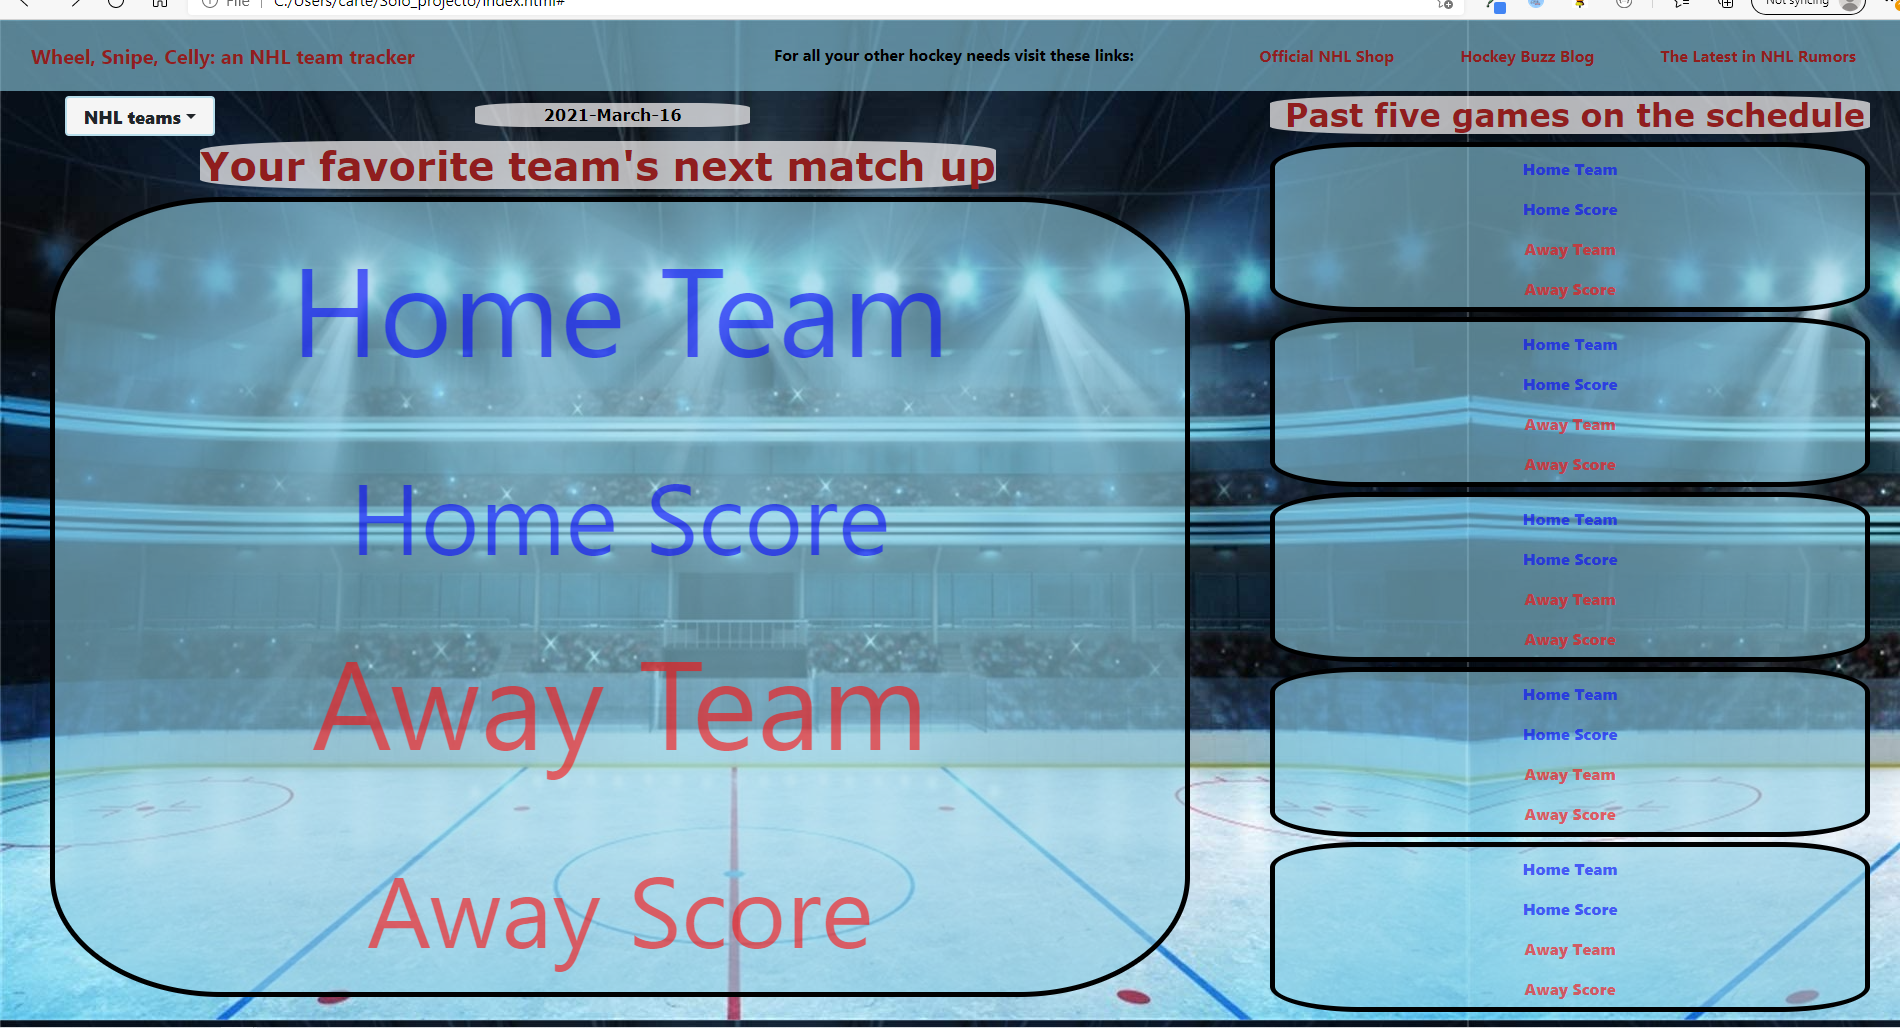 File
C:/Users/carte/Solo_projecto/index.html#
Not syncing
Wheel, Snipe, Celly: an NHL team tracker
For all your other hockey needs visit these links:
Official NHL Shop
Hockey Buzz Blog
The Latest in NHL Rumors
NHL teams
2021-March-16
Your favorite team's next match up
Home Team
Home Score
Away Team
Away Score
Past five games on the schedule
Home Team
Home Score
Away Team
Away Score
Home Team
Home Score
Away Team
Away Score
Home Team
Home Score
Away Team
Away Score
Home Team
Home Score
Away Team
Away Score
Home Team
Home Score
Away Team
Away Score